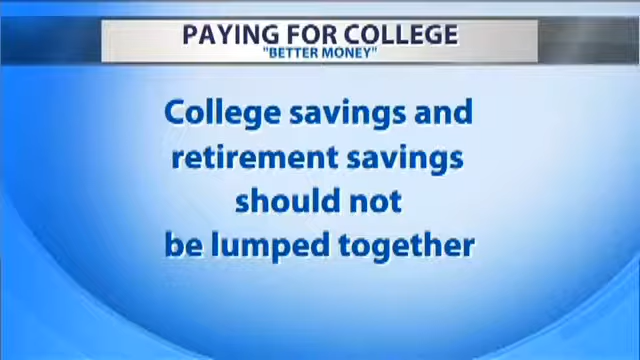 PAYING FOR COLLEGE
"BETTER MONEY"
College savings and
retirement savings
should not
be lumped together